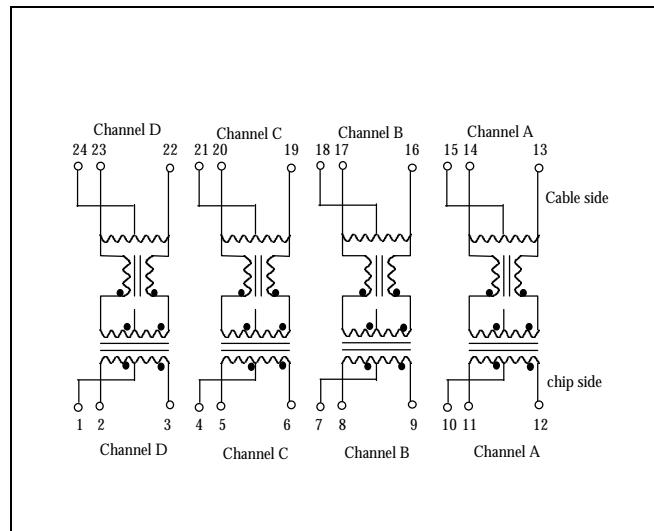 Channel D Channel C Channel B Channel A
24 23 22 21 20 19 18 17 16 15 14 13
Cable side
chip side
1 2 3 4 5 6 7 8 9 10 11 12
Channel D Channel C Channel B Channel A